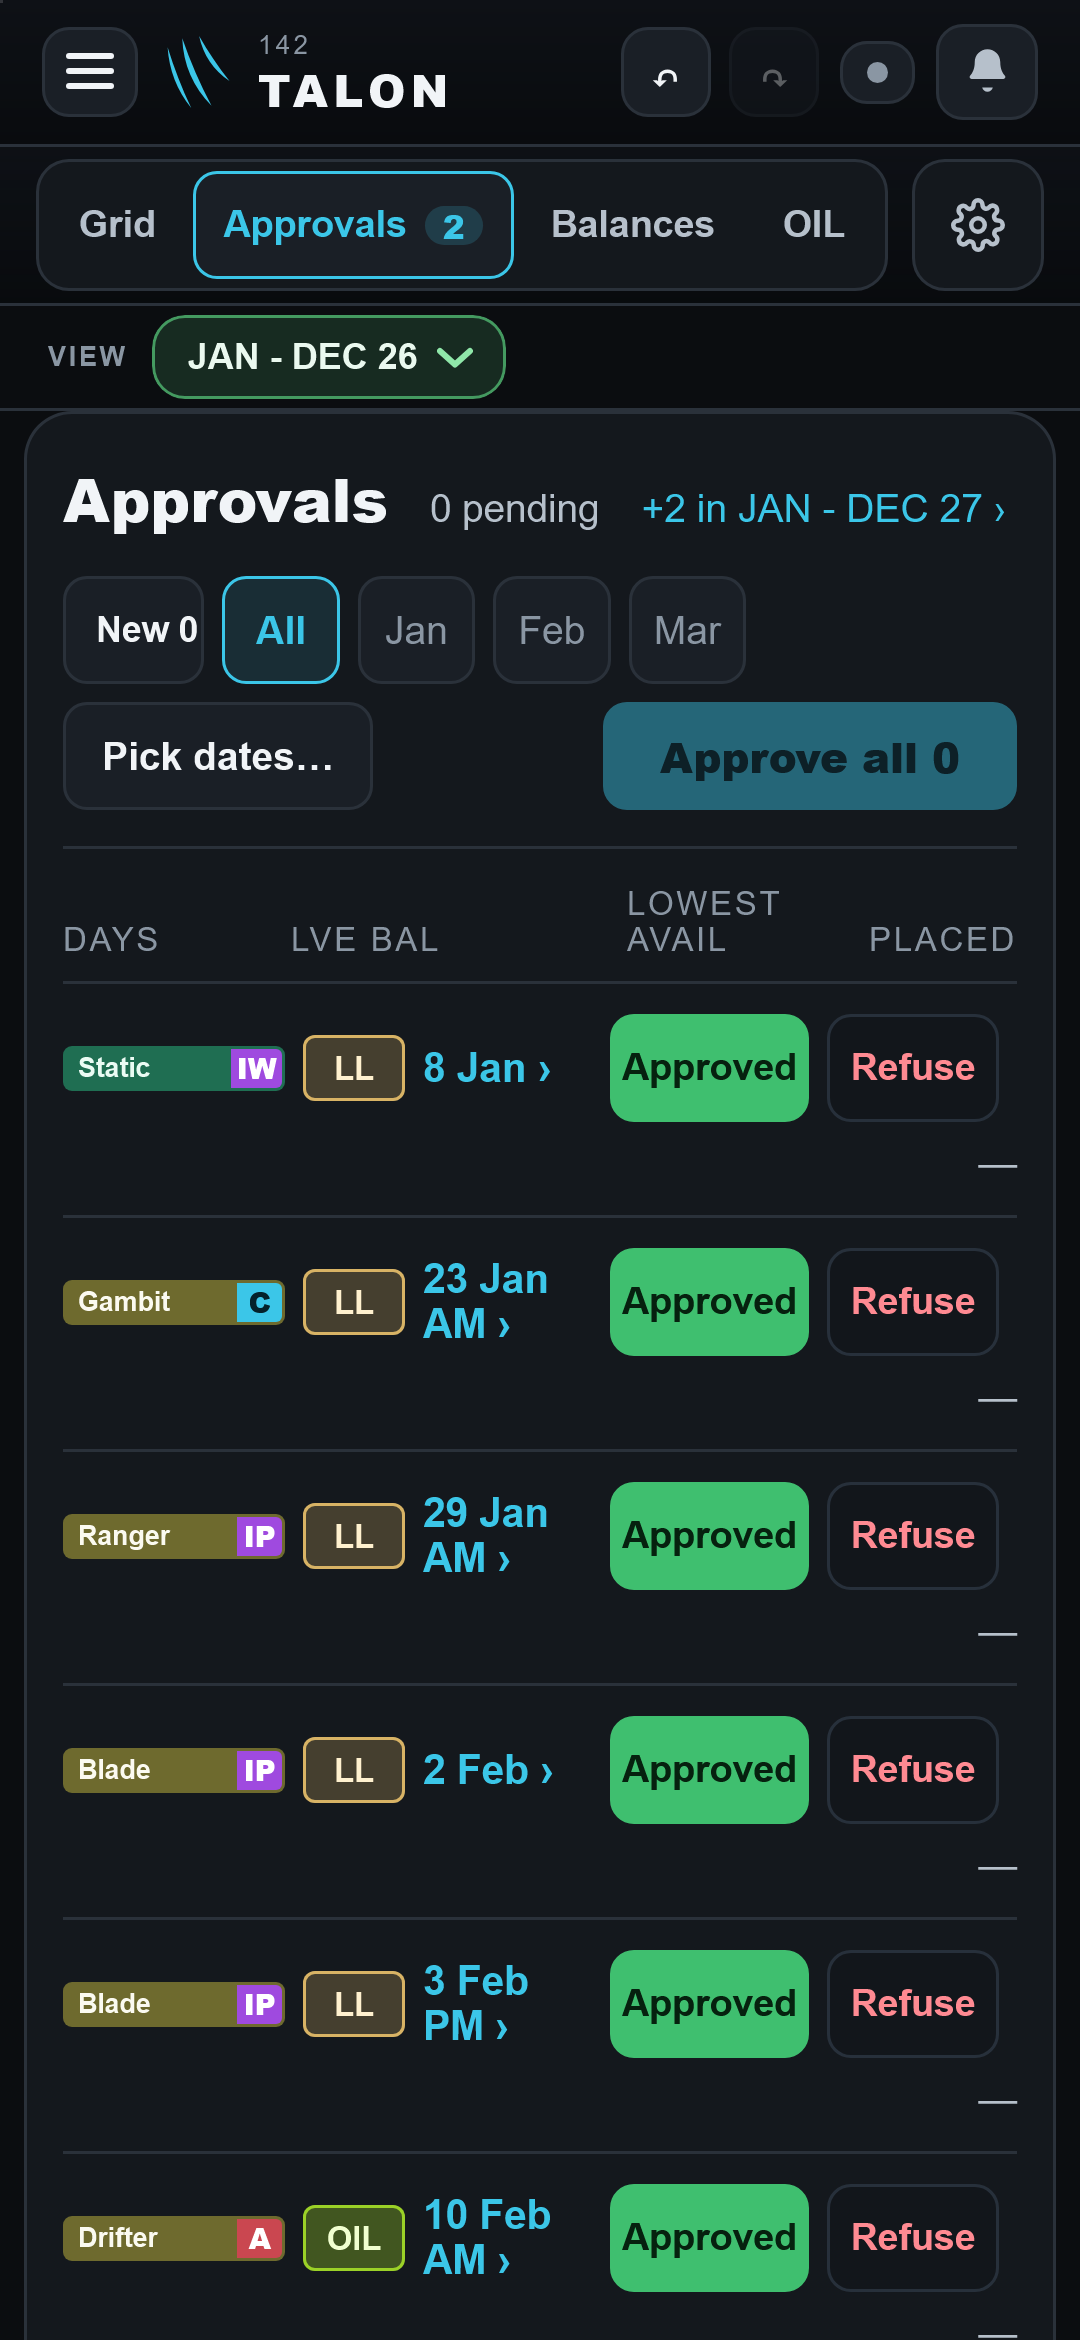 142
TALON
Grid Approvals 2 Balances OIL
VIEW JAN - DEC 26
Approvals 0 pending +2 in JAN - DEC 27 ›
New 0 All Jan Feb Mar
Pick dates... Approve all 0
DAYS LVE BAL LOWEST AVAIL PLACED
Static IW LL 8 Jan › Approved Refuse
—
Gambit C LL 23 Jan AM › Approved Refuse
—
Ranger IP LL 29 Jan AM › Approved Refuse
—
Blade IP LL 2 Feb › Approved Refuse
—
Blade IP LL 3 Feb PM › Approved Refuse
—
Drifter A OIL 10 Feb AM › Approved Refuse
—